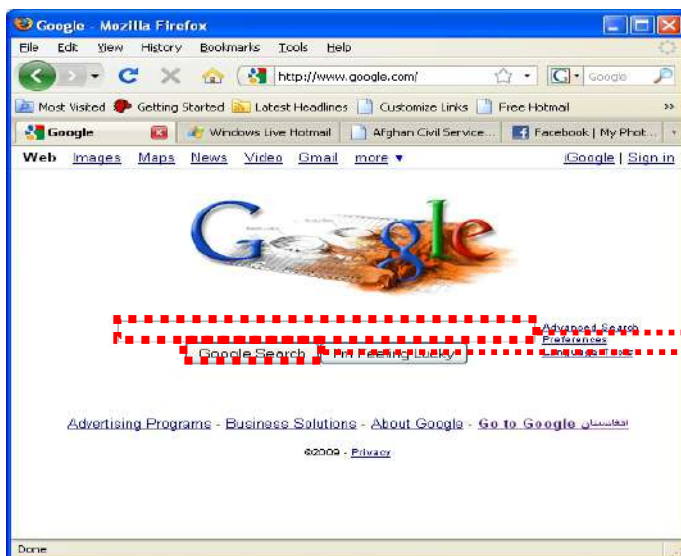 Google - Mozilla Firefox
File Edit View History Bookmarks Tools Help
http://www.google.com/ G Google
Most Visited Getting Started Latest Headlines Customize Links Free Hotmail »
Google Windows Live Hotmail Afghan Civil Service... Facebook | My Phot...
Web Images Maps News Video Gmail more ▼ iGoogle | Sign in
Google
Advanced Search
Preferences
Language Tools
Google Search I'm Feeling Lucky
Advertising Programs - Business Solutions - About Google - Go to Google افغانستان
©2009 - Privacy
Done